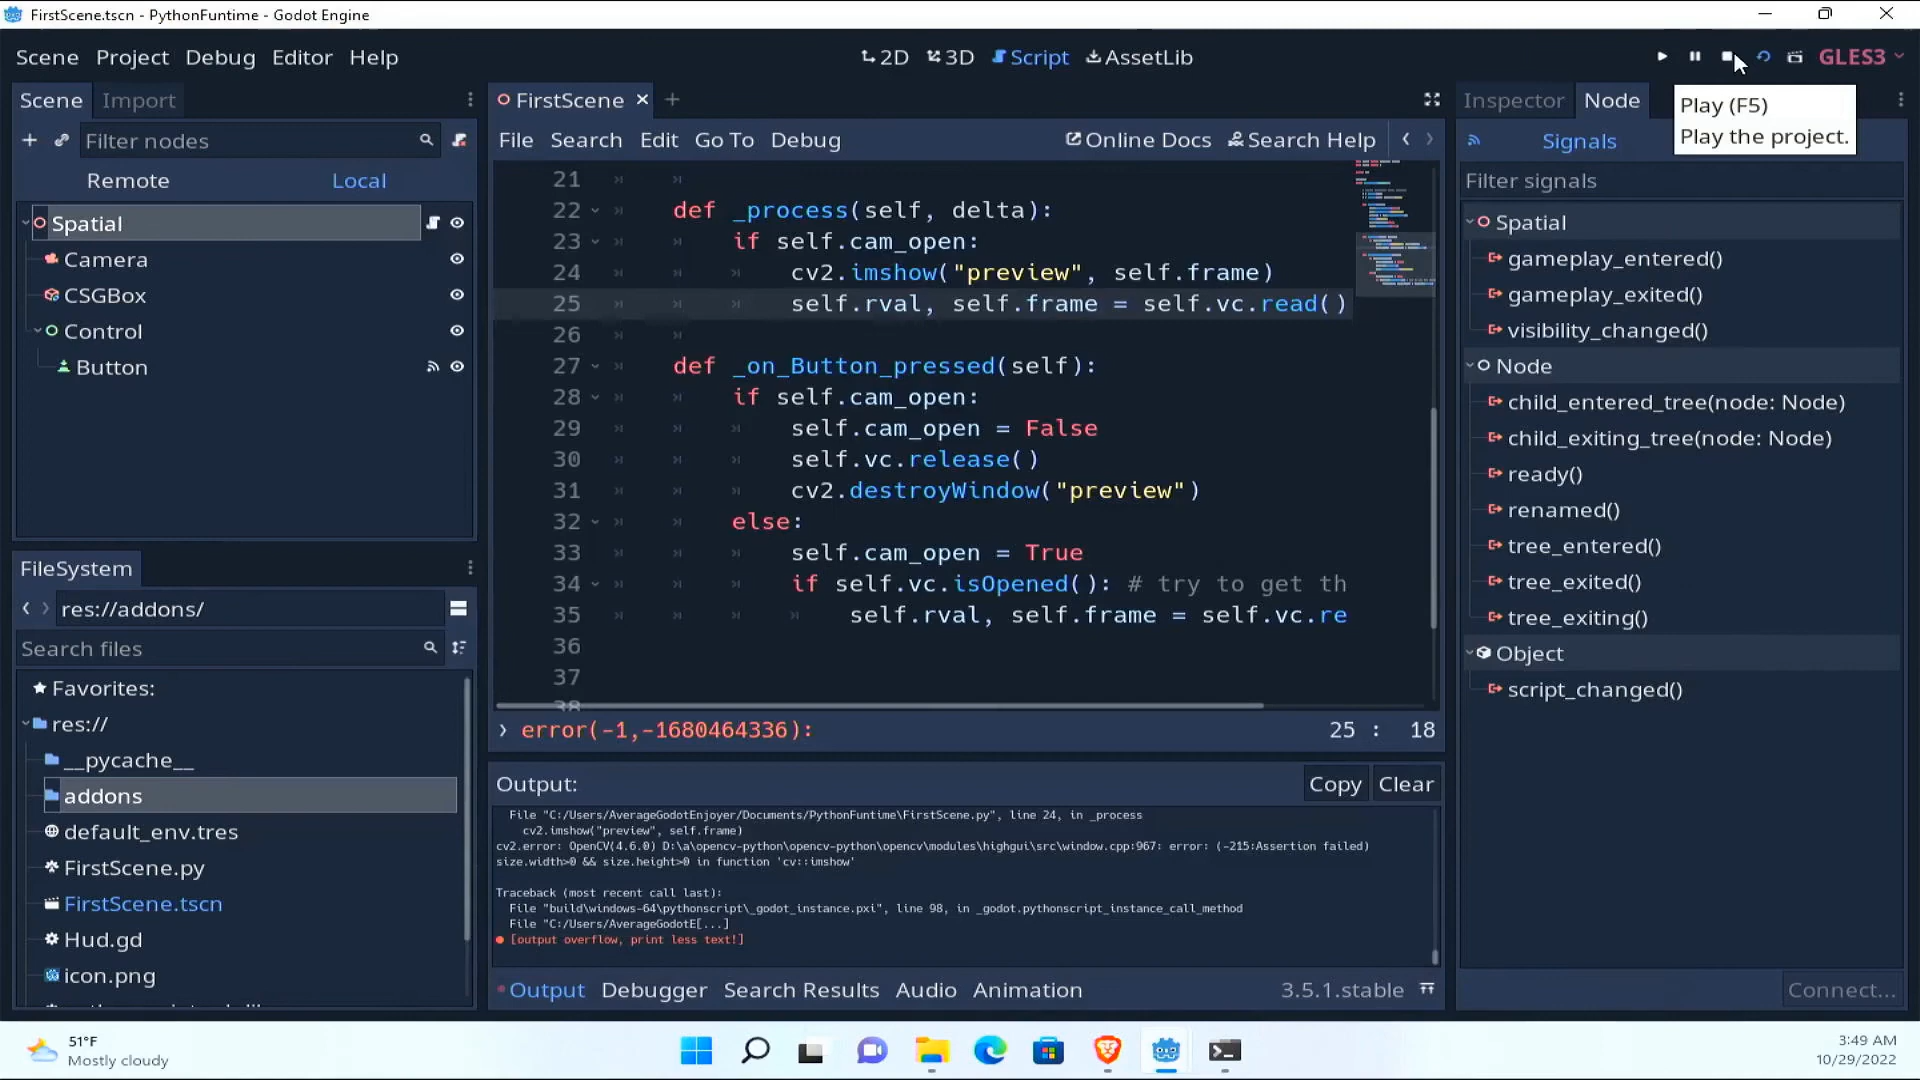 FirstScene.tscn - PythonFuntime - Godot Engine
Scene Project Debug Editor Help
2D 3D Script AssetLib
GLES3
Scene Import
FirstScene
Inspector Node
Play (F5)
Play the project.
Filter nodes
File Search Edit Go To Debug
Online Docs Search Help
Signals
Remote Local
Filter signals
Spatial
Camera
CSGBox
Control
Button
21
22 def _process(self, delta):
23 if self.cam_open:
24 cv2.imshow("preview", self.frame)
25 self.rval, self.frame = self.vc.read()
26
27 def _on_Button_pressed(self):
28 if self.cam_open:
29 self.cam_open = False
30 self.vc.release()
31 cv2.destroyWindow("preview")
32 else:
33 self.cam_open = True
34 if self.vc.isOpened(): # try to get th
35 self.rval, self.frame = self.vc.re
36
37
38
error(-1,-1680464336):
25 : 18
Spatial
gameplay_entered()
gameplay_exited()
visibility_changed()
Node
child_entered_tree(node: Node)
child_exiting_tree(node: Node)
ready()
renamed()
tree_entered()
tree_exited()
tree_exiting()
Object
script_changed()
Connect...
FileSystem
res://addons/
Search files
Favorites:
res://
__pycache__
addons
default_env.tres
FirstScene.py
FirstScene.tscn
Hud.gd
icon.png
Output:
Copy Clear
File "C:/Users/AverageGodotEnjoyer/Documents/PythonFuntime\FirstScene.py", line 24, in _process
cv2.imshow("preview", self.frame)
cv2.error: OpenCV(4.6.0) D:\a\opencv-python\opencv-python\opencv\modules\highgui\src\window.cpp:967: error: (-215:Assertion failed)
size.width>0 && size.height>0 in function 'cv::imshow'
Traceback (most recent call last):
File "build\windows-64\pythonscript\_godot_instance.pxi", line 98, in _godot.pythonscript_instance_call_method
File "C:/Users/AverageGodotE[...]
[output overflow, print less text!]
Output Debugger Search Results Audio Animation
3.5.1.stable
51°F
Mostly cloudy
3:49 AM
10/29/2022